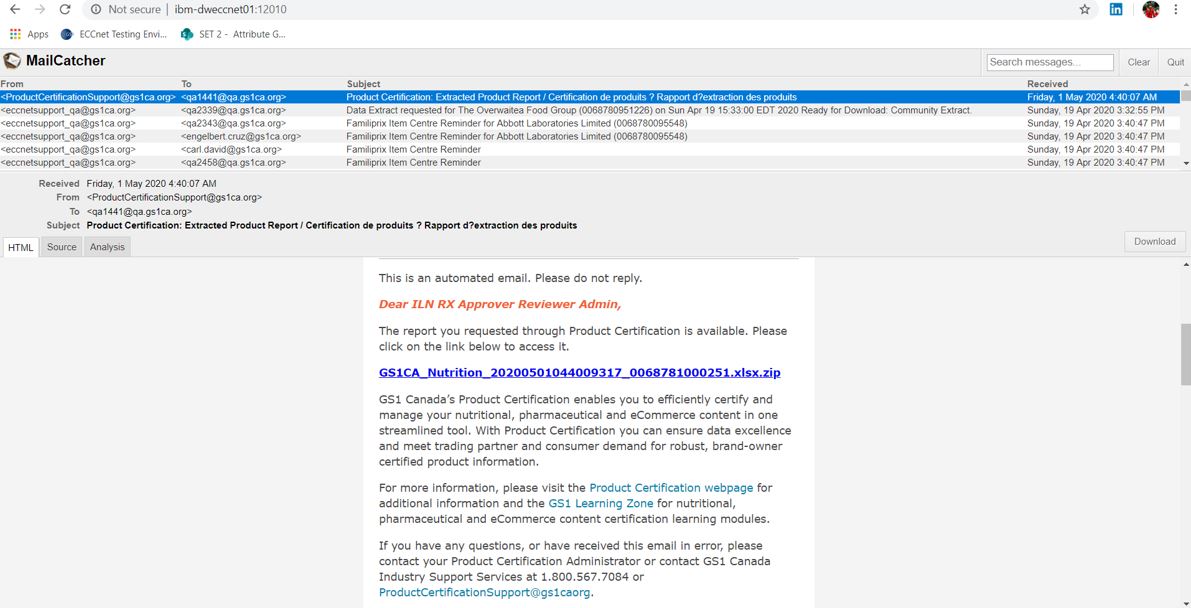 Not secure | ibm-dweccnet01:12010
Apps ECCnet Testing Envi... SET 2 - Attribute G...
MailCatcher Search messages... Clear Quit
From To Subject Received
<ProductCertificationSupport@gs1ca.org> <qa1441@qa.gs1ca.org> Product Certification: Extracted Product Report / Certification de produits ? Rapport d?extraction des produits Friday, 1 May 2020 4:40:07 AM
<eccnetsupport_qa@gs1ca.org> <qa2339@qa.gs1ca.org> Data Extract requested for The Overwaitea Food Group (0068780951226) on Sun Apr 19 15:33:00 EDT 2020 Ready for Download: Community Extract. Sunday, 19 Apr 2020 3:32:55 PM
<eccnetsupport_qa@gs1ca.org> <qa2343@qa.gs1ca.org> Familiprix Item Centre Reminder for Abbott Laboratories Limited (0068780095548) Sunday, 19 Apr 2020 3:40:47 PM
<eccnetsupport_qa@gs1ca.org> <engelbert.cruz@gs1ca.org> Familiprix Item Centre Reminder for Abbott Laboratories Limited (0068780095548) Sunday, 19 Apr 2020 3:40:47 PM
<eccnetsupport_qa@gs1ca.org> <carl.david@gs1ca.org> Familiprix Item Centre Reminder Sunday, 19 Apr 2020 3:40:47 PM
<eccnetsupport_qa@gs1ca.org> <qa2458@qa.gs1ca.org> Familiprix Item Centre Reminder Sunday, 19 Apr 2020 3:40:47 PM
Received Friday, 1 May 2020 4:40:07 AM
From <ProductCertificationSupport@gs1ca.org>
To <qa1441@qa.gs1ca.org>
Subject Product Certification: Extracted Product Report / Certification de produits ? Rapport d?extraction des produits
HTML Source Analysis Download
This is an automated email. Please do not reply.
Dear ILN RX Approver Reviewer Admin,
The report you requested through Product Certification is available. Please
click on the link below to access it.
GS1CA_Nutrition_20200501044009317_0068781000251.xlsx.zip
GS1 Canada’s Product Certification enables you to efficiently certify and
manage your nutritional, pharmaceutical and eCommerce content in one
streamlined tool. With Product Certification you can ensure data excellence
and meet trading partner and consumer demand for robust, brand-owner
certified product information.
For more information, please visit the Product Certification webpage for
additional information and the GS1 Learning Zone for nutritional,
pharmaceutical and eCommerce content certification learning modules.
If you have any questions, or have received this email in error, please
contact your Product Certification Administrator or contact GS1 Canada
Industry Support Services at 1.800.567.7084 or
ProductCertificationSupport@gs1caorg.